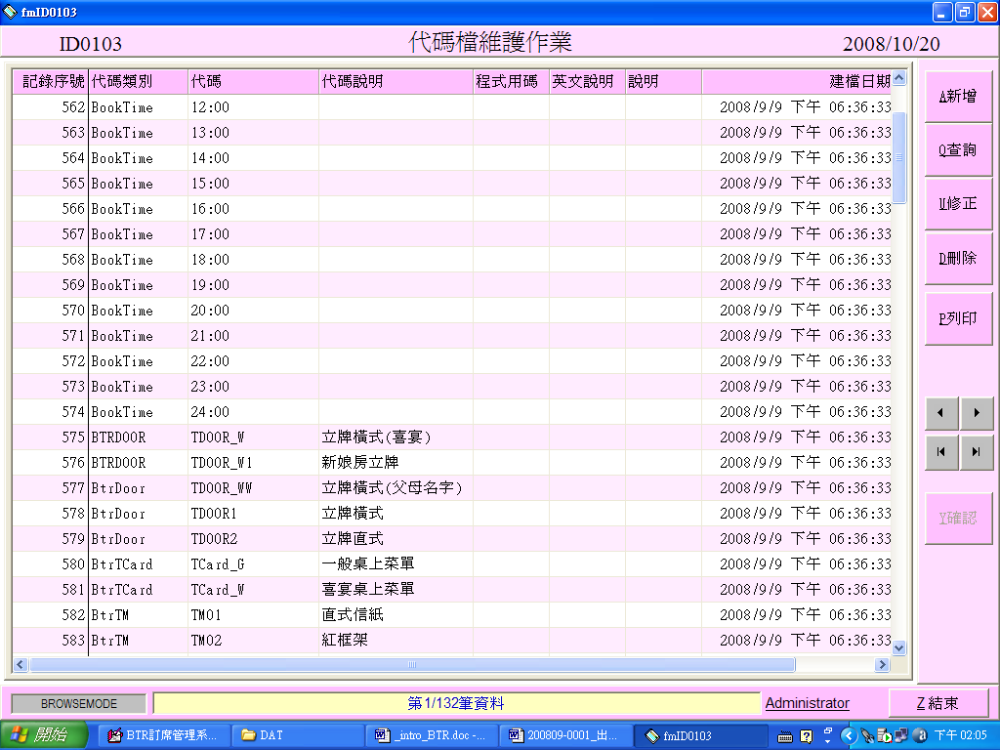 fmID0103
ID0103 代碼檔維護作業 2008/10/20
記錄序號 代碼類別 代碼 代碼說明 程式用碼 英文說明 說明 建檔日期
562 BookTime 12:00 2008/9/9 下午 06:36:33
563 BookTime 13:00 2008/9/9 下午 06:36:33
564 BookTime 14:00 2008/9/9 下午 06:36:33
565 BookTime 15:00 2008/9/9 下午 06:36:33
566 BookTime 16:00 2008/9/9 下午 06:36:33
567 BookTime 17:00 2008/9/9 下午 06:36:33
568 BookTime 18:00 2008/9/9 下午 06:36:33
569 BookTime 19:00 2008/9/9 下午 06:36:33
570 BookTime 20:00 2008/9/9 下午 06:36:33
571 BookTime 21:00 2008/9/9 下午 06:36:33
572 BookTime 22:00 2008/9/9 下午 06:36:33
573 BookTime 23:00 2008/9/9 下午 06:36:33
574 BookTime 24:00 2008/9/9 下午 06:36:33
575 BTRDOOR TDOOR_W 立牌橫式(喜宴) 2008/9/9 下午 06:36:33
576 BTRDOOR TDOOR_W1 新娘房立牌 2008/9/9 下午 06:36:33
577 BtrDoor TDOOR_WW 立牌橫式(父母名字) 2008/9/9 下午 06:36:33
578 BtrDoor TDOOR1 立牌橫式 2008/9/9 下午 06:36:33
579 BtrDoor TDOOR2 立牌直式 2008/9/9 下午 06:36:33
580 BtrTCard TCard_G 一般桌上菜單 2008/9/9 下午 06:36:33
581 BtrTCard TCard_W 喜宴桌上菜單 2008/9/9 下午 06:36:33
582 BtrTM TM01 直式信紙 2008/9/9 下午 06:36:33
583 BtrTM TM02 紅框架 2008/9/9 下午 06:36:33
A新增
Q查詢
U修正
D刪除
P列印
Y確認
BROWSEMODE 第1/132筆資料 Administrator Z 結束
開始 BTR訂席管理系... DAT _intro_BTR.doc -... 200809-0001_出... fmID0103 下午 02:05